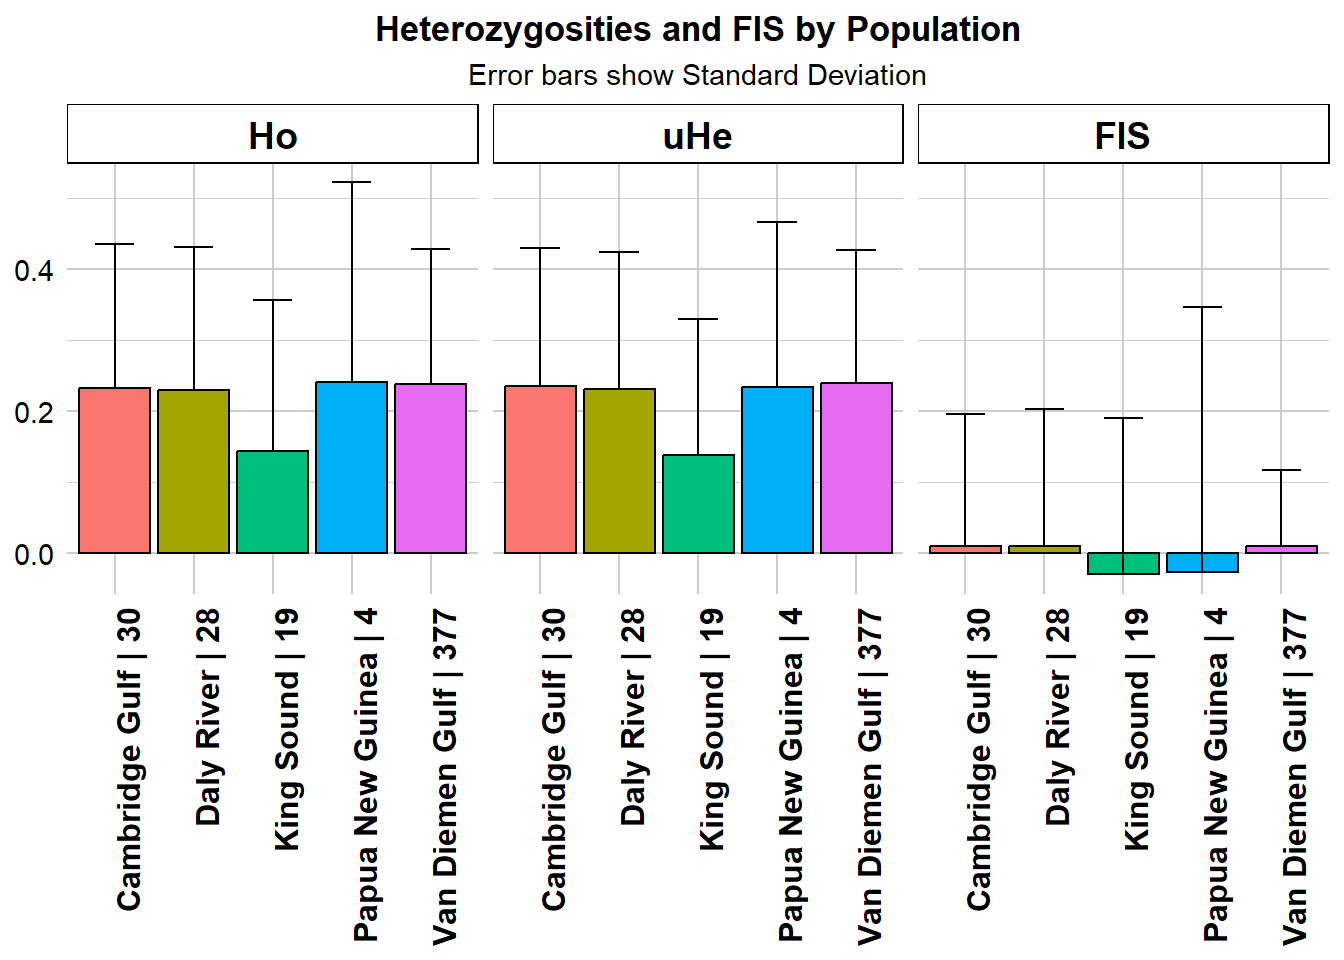 Heterozygosities and FIS by Population
Error bars show Standard Deviation
Ho
uHe
FIS
0.4
0.2
0.0
Cambridge Gulf | 30
Daly River | 28
King Sound | 19
Papua New Guinea | 4
Van Diemen Gulf | 377
Cambridge Gulf | 30
Daly River | 28
King Sound | 19
Papua New Guinea | 4
Van Diemen Gulf | 377
Cambridge Gulf | 30
Daly River | 28
King Sound | 19
Papua New Guinea | 4
Van Diemen Gulf | 377